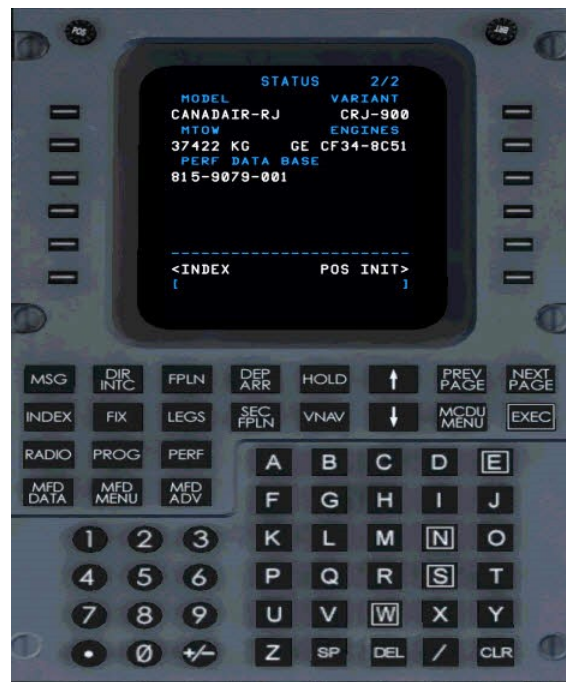 POS
STATUS 2/2
MODEL VARIANT
CANADAIR-RJ CRJ-900
MTOW ENGINES
37422 KG GE CF34-8C51
PERF DATA BASE
815-9079-001
------------------------
<INDEX POS INIT>
[ ]
MSG DIR INTC FPLN DEP ARR HOLD ↑ PREV PAGE NEXT PAGE
INDEX FIX LEGS SEC FPLN VNAV ↓ MCDU MENU EXEC
RADIO PROG PERF
MFD DATA MFD MENU MFD ADV
A B C D E
F G H I J
K L M N O
P Q R S T
U V W X Y
Z SP DEL / CLR
1 2 3
4 5 6
7 8 9
. 0 +/-